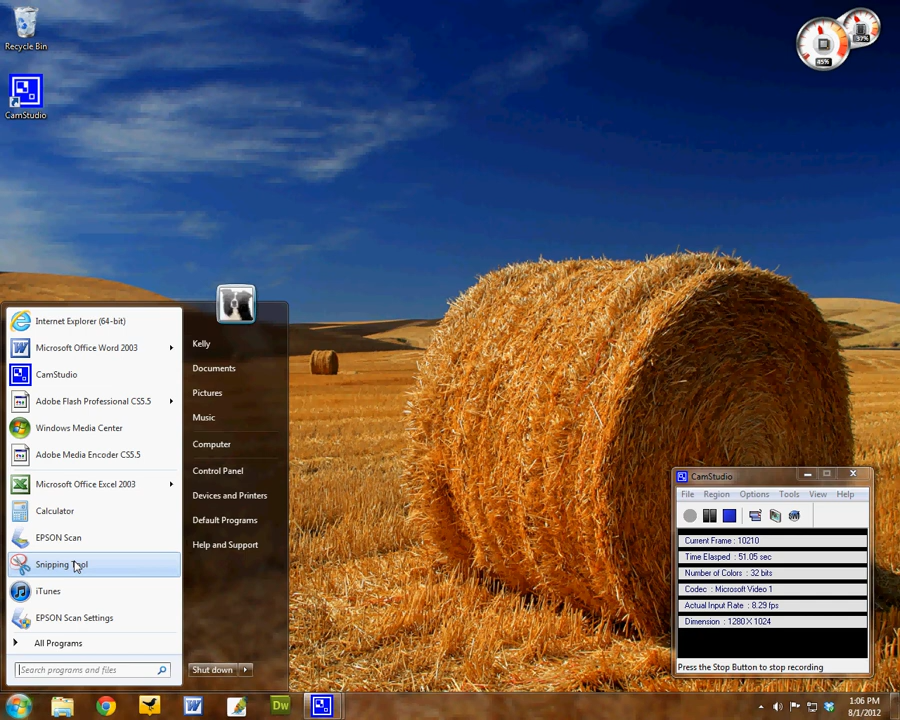 Recycle Bin
CamStudio
45%
37%
Internet Explorer (64-bit)
Microsoft Office Word 2003
CamStudio
Adobe Flash Professional CS5.5
Windows Media Center
Adobe Media Encoder CS5.5
Microsoft Office Excel 2003
Calculator
EPSON Scan
Snipping Tool
iTunes
EPSON Scan Settings
All Programs
Search programs and files
Kelly
Documents
Pictures
Music
Computer
Control Panel
Devices and Printers
Default Programs
Help and Support
Shut down
CamStudio
File Region Options Tools View Help
Current Frame : 10210
Time Elasped : 51.05 sec
Number of Colors : 32 bits
Codec : Microsoft Video 1
Actual Input Rate : 8.29 fps
Dimension : 1280 X 1024
Press the Stop Button to stop recording
Dw
1:06 PM
8/1/2012